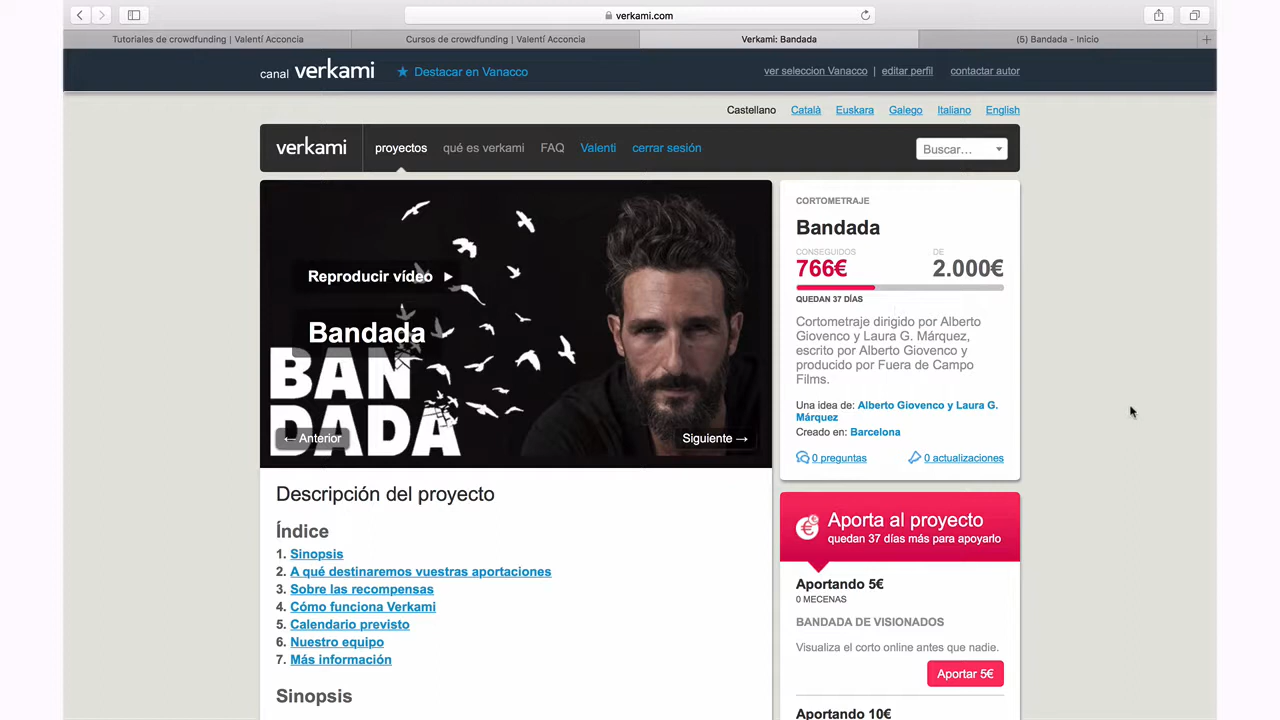 verkami.com
Tutoriales de crowdfunding | Valentí Acconcia
Cursos de crowdfunding | Valentí Acconcia
Verkami: Bandada
(5) Bandada - Inicio
canal verkami
★ Destacar en Vanacco
ver seleccion Vanacco | editar perfil
contactar autor
Castellano Català Euskara Galego Italiano English
verkami
proyectos qué es verkami FAQ Valenti cerrar sesión
Buscar...
Reproducir vídeo
Bandada
BAN
DADA
← Anterior
Siguiente →
CORTOMETRAJE
Bandada
CONSEGUIDOS DE
766€ 2.000€
QUEDAN 37 DÍAS
Cortometraje dirigido por Alberto
Giovenco y Laura G. Márquez,
escrito por Alberto Giovenco y
producido por Fuera de Campo
Films.
Una idea de: Alberto Giovenco y Laura G.
Márquez
Creado en: Barcelona
0 preguntas 0 actualizaciones
Descripción del proyecto
Índice
1. Sinopsis
2. A qué destinaremos vuestras aportaciones
3. Sobre las recompensas
4. Cómo funciona Verkami
5. Calendario previsto
6. Nuestro equipo
7. Más información
Sinopsis
Aporta al proyecto
quedan 37 días más para apoyarlo
Aportando 5€
0 MECENAS
BANDADA DE VISIONADOS
Visualiza el corto online antes que nadie.
Aportar 5€
Aportando 10€